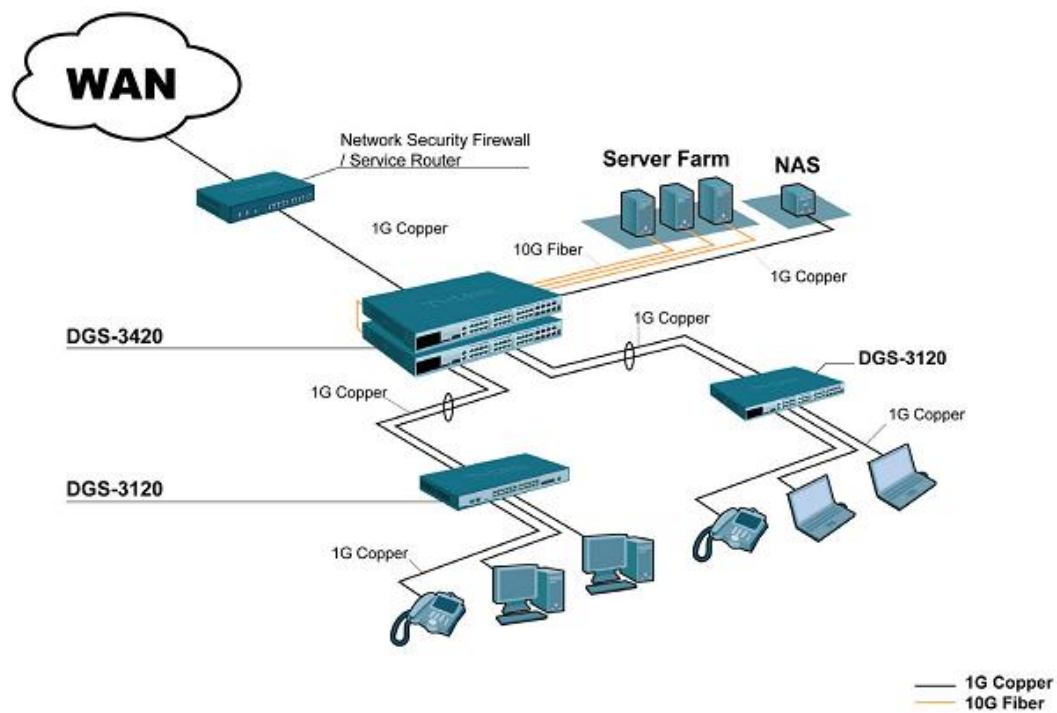 WAN
Network Security Firewall
/ Service Router
Server Farm
NAS
1G Copper
10G Fiber
1G Copper
DGS-3420
1G Copper
DGS-3120
1G Copper
1G Copper
DGS-3120
1G Copper
1G Copper
10G Fiber